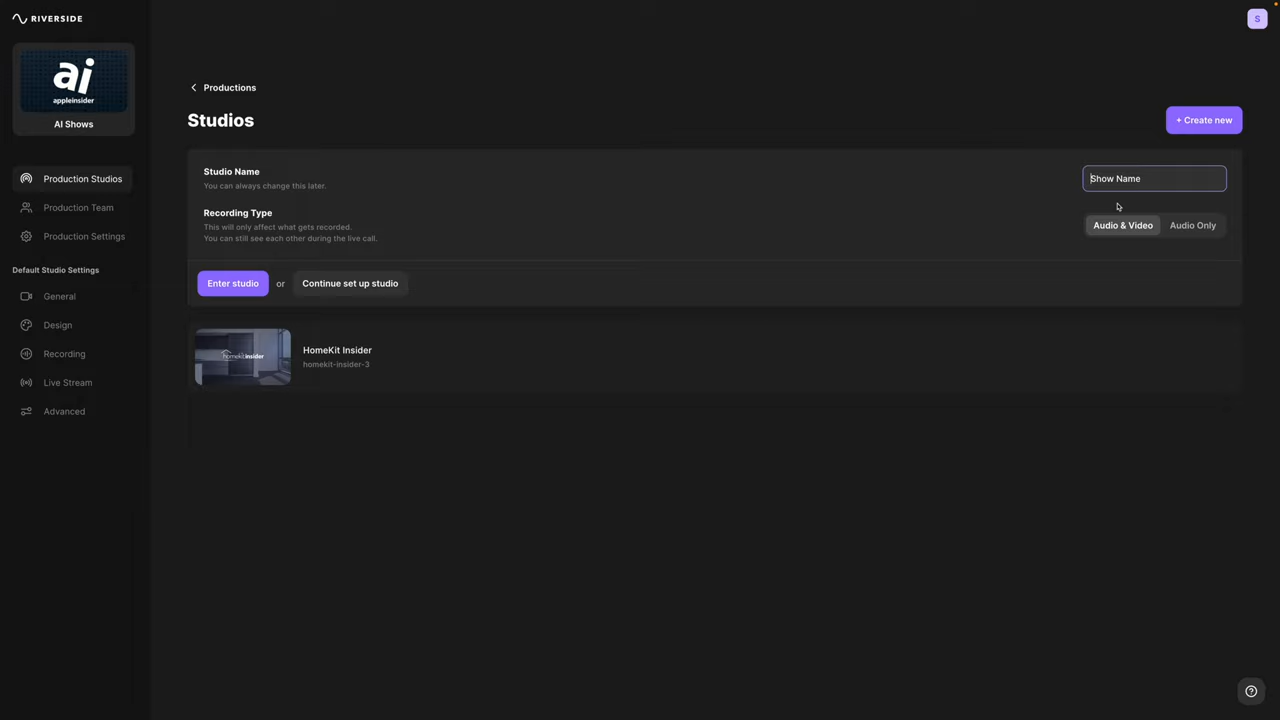 RIVERSIDE
S
ai
appleinsider
AI Shows
Production Studios
Production Team
Production Settings
Default Studio Settings
General
Design
Recording
Live Stream
Advanced
Productions
Studios
+ Create new
Studio Name
You can always change this later.
Show Name
Recording Type
This will only affect what gets recorded.
You can still see each other during the live call.
Audio & Video
Audio Only
Enter studio
or
Continue set up studio
homekitinsider
HomeKit Insider
homekit-insider-3